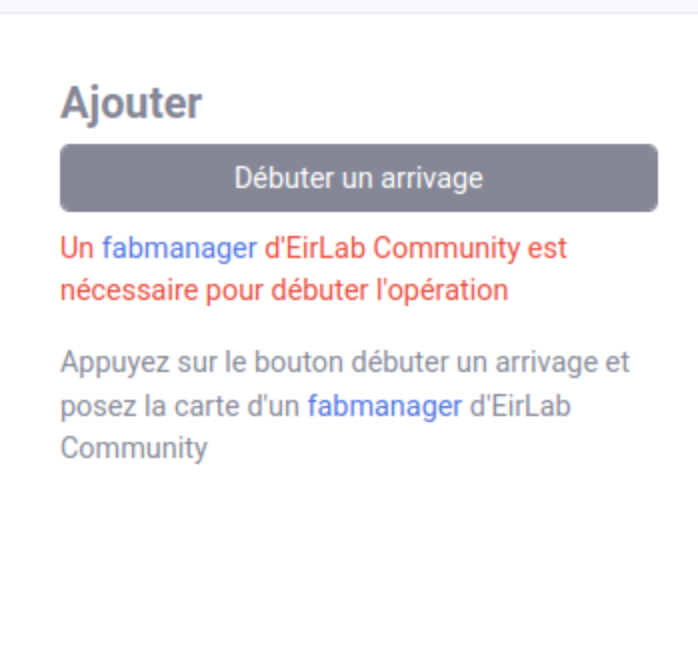 Ajouter
Débuter un arrivage
Un fabmanager d'EirLab Community est
nécessaire pour débuter l'opération
Appuyez sur le bouton débuter un arrivage et
posez la carte d'un fabmanager d'EirLab
Community